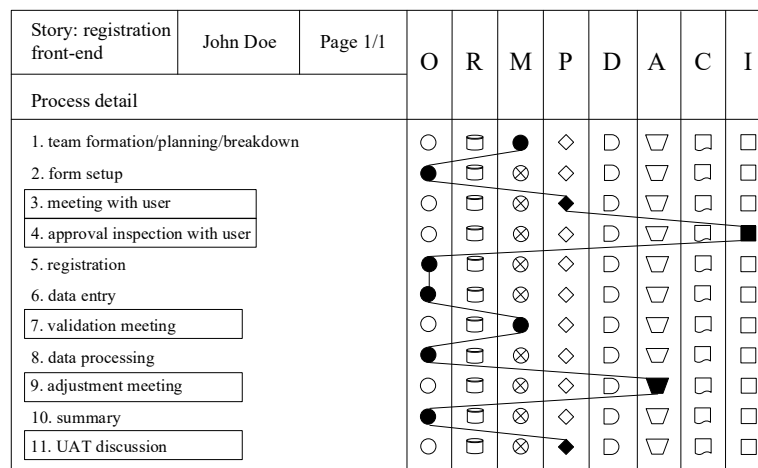 Story: registration
front-end
John Doe
Page 1/1
O R M P D A C I
Process detail
1. team formation/planning/breakdown
2. form setup
3. meeting with user
4. approval inspection with user
5. registration
6. data entry
7. validation meeting
8. data processing
9. adjustment meeting
10. summary
11. UAT discussion